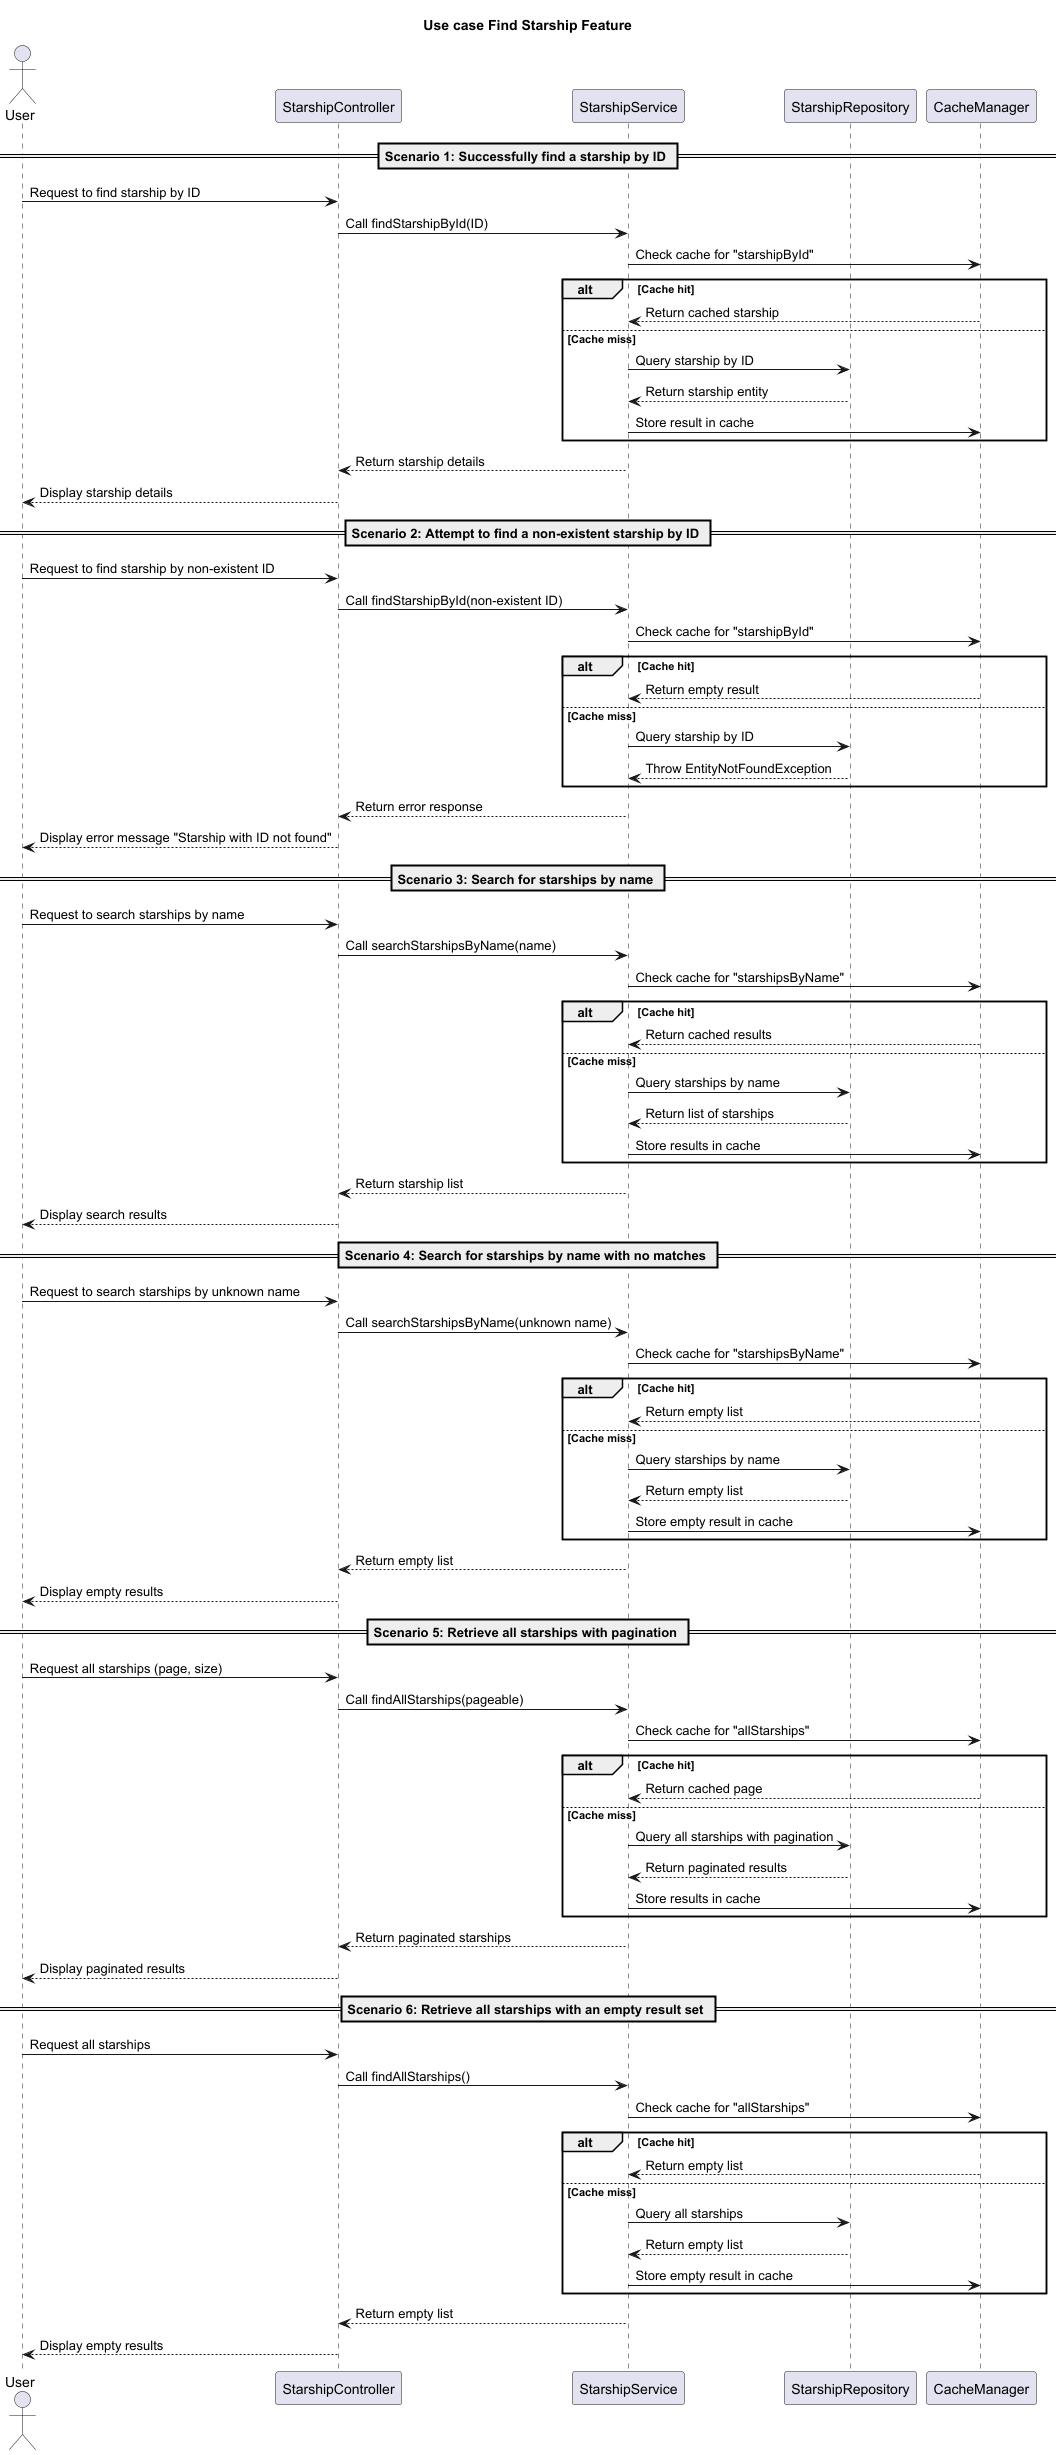 Use case Find Starship Feature
User
StarshipController
StarshipService
StarshipRepository
CacheManager
Scenario 1: Successfully find a starship by ID
Request to find starship by ID
Call findStarshipById(ID)
Check cache for "starshipById"
alt
[Cache hit]
Return cached starship
[Cache miss]
Query starship by ID
Return starship entity
Store result in cache
Return starship details
Display starship details
Scenario 2: Attempt to find a non-existent starship by ID
Request to find starship by non-existent ID
Call findStarshipById(non-existent ID)
Check cache for "starshipById"
alt
[Cache hit]
Return empty result
[Cache miss]
Query starship by ID
Throw EntityNotFoundException
Return error response
Display error message "Starship with ID not found"
Scenario 3: Search for starships by name
Request to search starships by name
Call searchStarshipsByName(name)
Check cache for "starshipsByName"
alt
[Cache hit]
Return cached results
[Cache miss]
Query starships by name
Return list of starships
Store results in cache
Return starship list
Display search results
Scenario 4: Search for starships by name with no matches
Request to search starships by unknown name
Call searchStarshipsByName(unknown name)
Check cache for "starshipsByName"
alt
[Cache hit]
Return empty list
[Cache miss]
Query starships by name
Return empty list
Store empty result in cache
Return empty list
Display empty results
Scenario 5: Retrieve all starships with pagination
Request all starships (page, size)
Call findAllStarships(pageable)
Check cache for "allStarships"
alt
[Cache hit]
Return cached page
[Cache miss]
Query all starships with pagination
Return paginated results
Store results in cache
Return paginated starships
Display paginated results
Scenario 6: Retrieve all starships with an empty result set
Request all starships
Call findAllStarships()
Check cache for "allStarships"
alt
[Cache hit]
Return empty list
[Cache miss]
Query all starships
Return empty list
Store empty result in cache
Return empty list
Display empty results
User
StarshipController
StarshipService
StarshipRepository
CacheManager